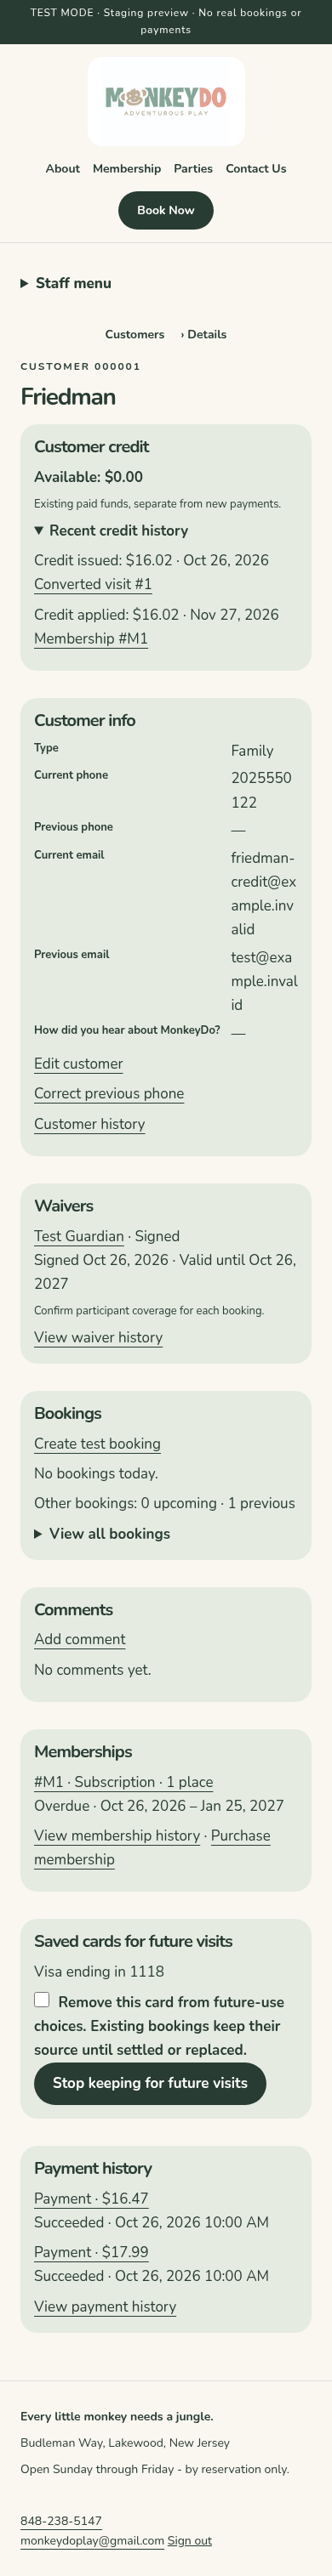 TEST MODE · Staging preview · No real bookings or
payments
MONKEYDO
ADVENTUROUS PLAY
About Membership Parties Contact Us
Book Now
▶ Staff menu
Customers › Details
CUSTOMER 000001
Friedman
Customer credit
Available: $0.00
Existing paid funds, separate from new payments.
▼ Recent credit history
Credit issued: $16.02 · Oct 26, 2026
Converted visit #1
Credit applied: $16.02 · Nov 27, 2026
Membership #M1
Customer info
Type Family
Current phone 2025550
122
Previous phone —
Current email friedman-
credit@ex
ample.inv
alid
Previous email test@exa
mple.inval
id
How did you hear about MonkeyDo? —
Edit customer
Correct previous phone
Customer history
Waivers
Test Guardian · Signed
Signed Oct 26, 2026 · Valid until Oct 26,
2027
Confirm participant coverage for each booking.
View waiver history
Bookings
Create test booking
No bookings today.
Other bookings: 0 upcoming · 1 previous
▶ View all bookings
Comments
Add comment
No comments yet.
Memberships
#M1 · Subscription · 1 place
Overdue · Oct 26, 2026 – Jan 25, 2027
View membership history · Purchase
membership
Saved cards for future visits
Visa ending in 1118
Remove this card from future-use
choices. Existing bookings keep their
source until settled or replaced.
Stop keeping for future visits
Payment history
Payment · $16.47
Succeeded · Oct 26, 2026 10:00 AM
Payment · $17.99
Succeeded · Oct 26, 2026 10:00 AM
View payment history
Every little monkey needs a jungle.
Budleman Way, Lakewood, New Jersey
Open Sunday through Friday - by reservation only.
848-238-5147
monkeydoplay@gmail.com Sign out